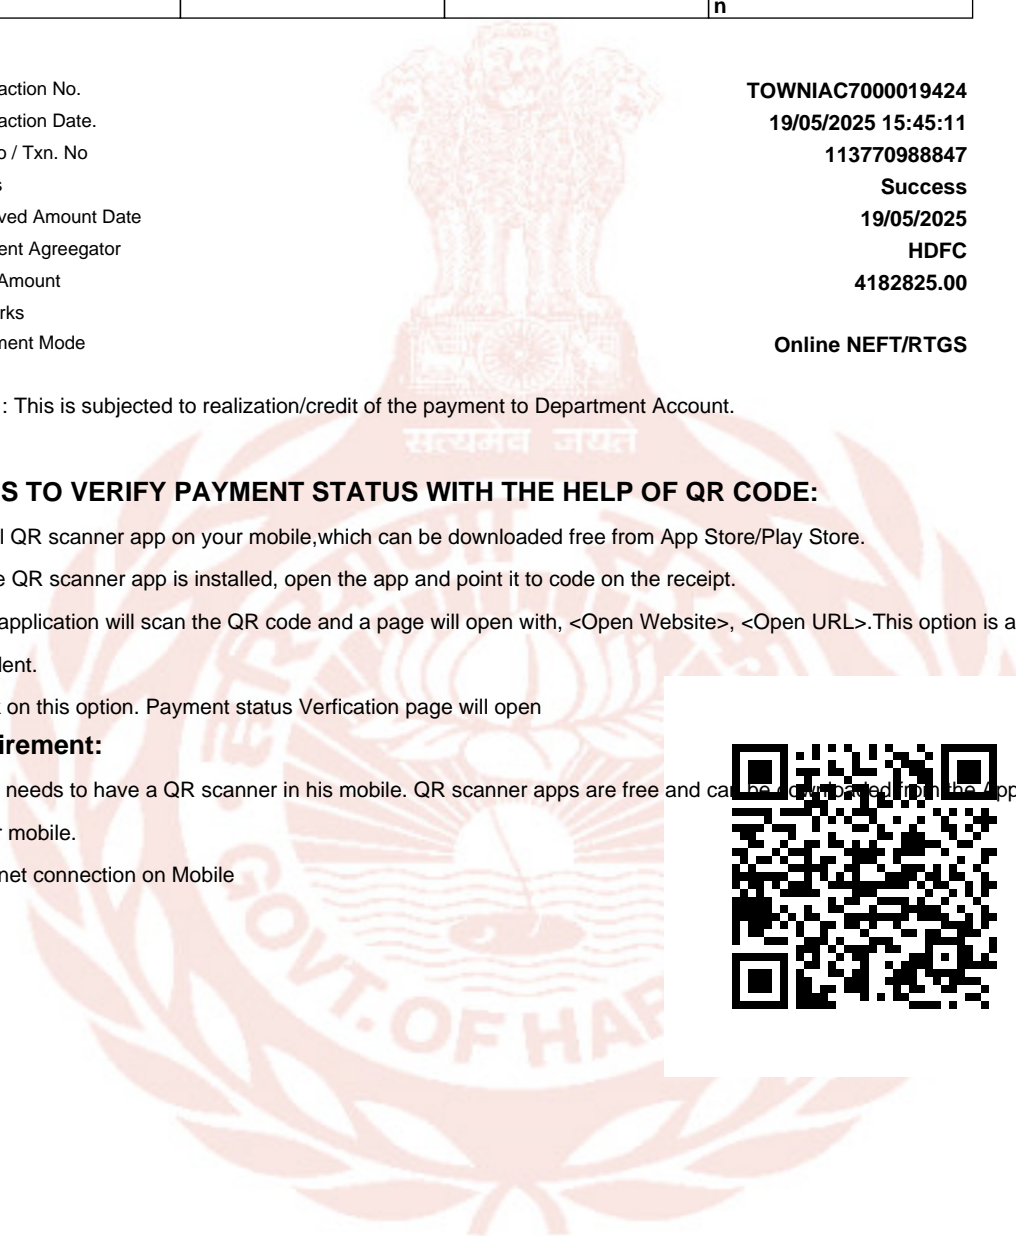 n
action No. TOWNIAC7000019424
action Date. 19/05/2025 15:45:11
o / Txn. No 113770988847
s Success
ved Amount Date 19/05/2025
ent Agreegator HDFC
Amount 4182825.00
rks
ment Mode Online NEFT/RTGS
: This is subjected to realization/credit of the payment to Department Account.
सत्यमेव जयते
S TO VERIFY PAYMENT STATUS WITH THE HELP OF QR CODE:
l QR scanner app on your mobile,which can be downloaded free from App Store/Play Store.
e QR scanner app is installed, open the app and point it to code on the receipt.
application will scan the QR code and a page will open with, <Open Website>, <Open URL>.This option is a
dent.
k on this option. Payment status Verfication page will open
irement:
needs to have a QR scanner in his mobile. QR scanner apps are free and can be downloaded from the App
r mobile.
net connection on Mobile
GOVT. OF HAR